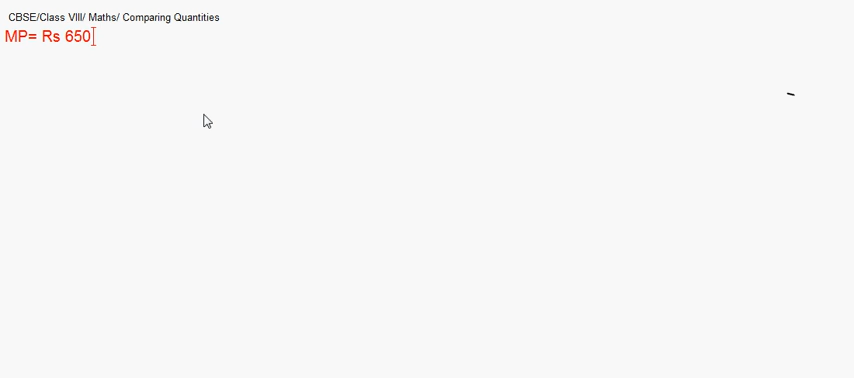 CBSE/Class VIII/ Maths/ Comparing Quantities
MP= Rs 650